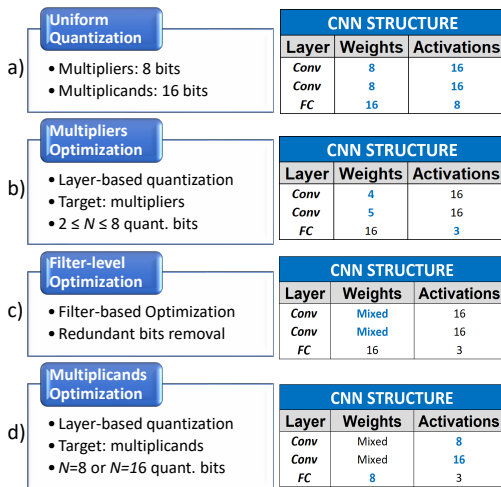 a)
Uniform
Quantization
• Multipliers: 8 bits
• Multiplicands: 16 bits
CNN STRUCTURE
Layer Weights Activations
Conv 8 16
Conv 8 16
FC 16 8
b)
Multipliers
Optimization
• Layer-based quantization
• Target: multipliers
• 2 ≤ N ≤ 8 quant. bits
CNN STRUCTURE
Layer Weights Activations
Conv 4 16
Conv 5 16
FC 16 3
c)
Filter-level
Optimization
• Filter-based Optimization
• Redundant bits removal
CNN STRUCTURE
Layer Weights Activations
Conv Mixed 16
Conv Mixed 16
FC 16 3
d)
Multiplicands
Optimization
• Layer-based quantization
• Target: multiplicands
• N=8 or N=16 quant. bits
CNN STRUCTURE
Layer Weights Activations
Conv Mixed 8
Conv Mixed 16
FC 8 3